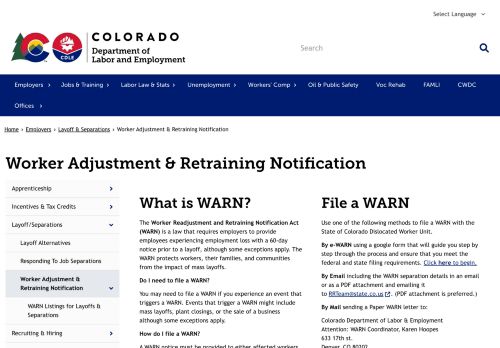 Select Language
COLORADO
Department of
Labor and Employment
CDLE
Search
Employers
Jobs & Training
Labor Law & Stats
Unemployment
Workers' Comp
Oil & Public Safety
Voc Rehab
FAMLI
CWDC
Offices
Home › Employers › Layoff & Separations › Worker Adjustment & Retraining Notification
Worker Adjustment & Retraining Notification
Apprenticeship
Incentives & Tax Credits
Layoff/Separations
Layoff Alternatives
Responding To Job Separations
Worker Adjustment &
Retraining Notification
WARN Listings for Layoffs &
Separations
Recruiting & Hiring
What is WARN?
The Worker Readjustment and Retraining Notification Act
(WARN) is a law that requires employers to provide
employees experiencing employment loss with a 60-day
notice prior to a layoff, although some exceptions apply. The
WARN protects workers, their families, and communities
from the impact of mass layoffs.
Do I need to file a WARN?
You may need to file a WARN if you experience an event that
triggers a WARN. Events that trigger a WARN might include
mass layoffs, plant closings, or the sale of a business
although some exceptions apply.
How do I file a WARN?
A WARN notice must be provided to either affected workers
File a WARN
Use one of the following methods to file a WARN with the
State of Colorado Dislocated Worker Unit.
By e-WARN using a google form that will guide you step by
step through the process and ensure that you meet the
federal and state filing requirements. Click here to begin.
By Email including the WARN separation details in an email
or as a PDF attachment and emailing it
to RRTeam@state.co.us. (PDF attachment is preferred.)
By Mail sending a Paper WARN letter to:
Colorado Department of Labor & Employment
Attention: WARN Coordinator, Karen Hoopes
633 17th st.
Denver, CO 80202